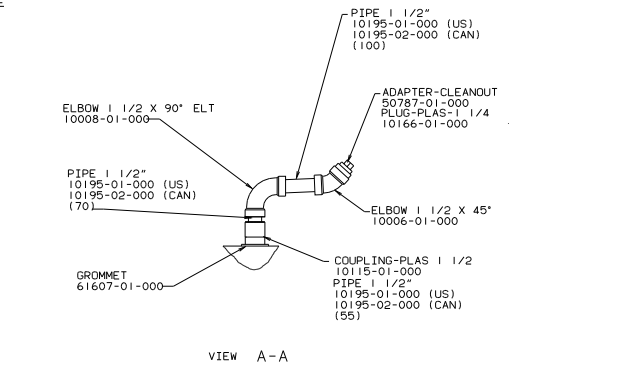 PIPE 1 1/2"
10195-01-000 (US)
10195-02-000 (CAN)
(100)
ADAPTER-CLEANOUT
50787-01-000
PLUG-PLAS-1 1/4
10166-01-000
ELBOW 1 1/2 X 90° ELT
10008-01-000
PIPE 1 1/2"
10195-01-000 (US)
10195-02-000 (CAN)
(70)
ELBOW 1 1/2 X 45°
10006-01-000
COUPLING-PLAS 1 1/2
10115-01-000
PIPE 1 1/2"
10195-01-000 (US)
10195-02-000 (CAN)
(55)
GROMMET
61607-01-000
VIEW A-A